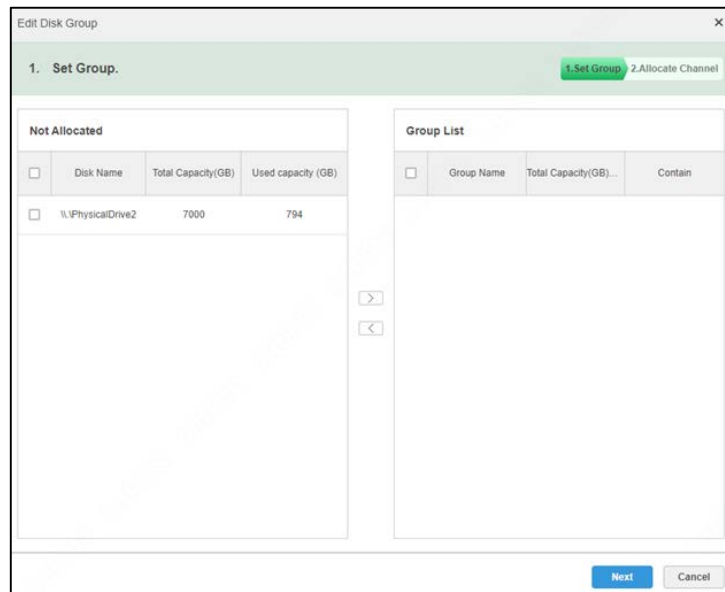 Edit Disk Group ×
1. Set Group. 1.Set Group 2.Allocate Channel
Not Allocated Group List
Disk Name Total Capacity(GB) Used capacity (GB) Group Name Total Capacity(GB)... Contain
\\.\PhysicalDrive2 7000 794
> 
<
Next Cancel